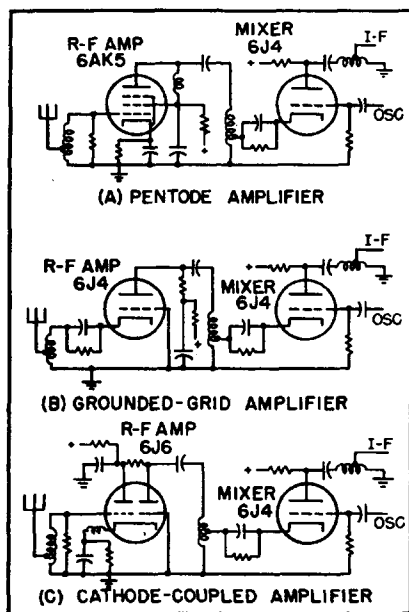 R-F AMP
6AK5
MIXER
6J4
I-F
+
+
OSC
(A) PENTODE AMPLIFIER
R-F AMP
6J4
MIXER
6J4
I-F
+
+
OSC
(B) GROUNDED-GRID AMPLIFIER
R-F AMP
6J6
+
MIXER
6J4
I-F
+
OSC
(C) CATHODE-COUPLED AMPLIFIER